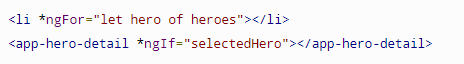 <li *ngFor="let hero of heroes"></li>
<app-hero-detail *ngIf="selectedHero"></app-hero-detail>